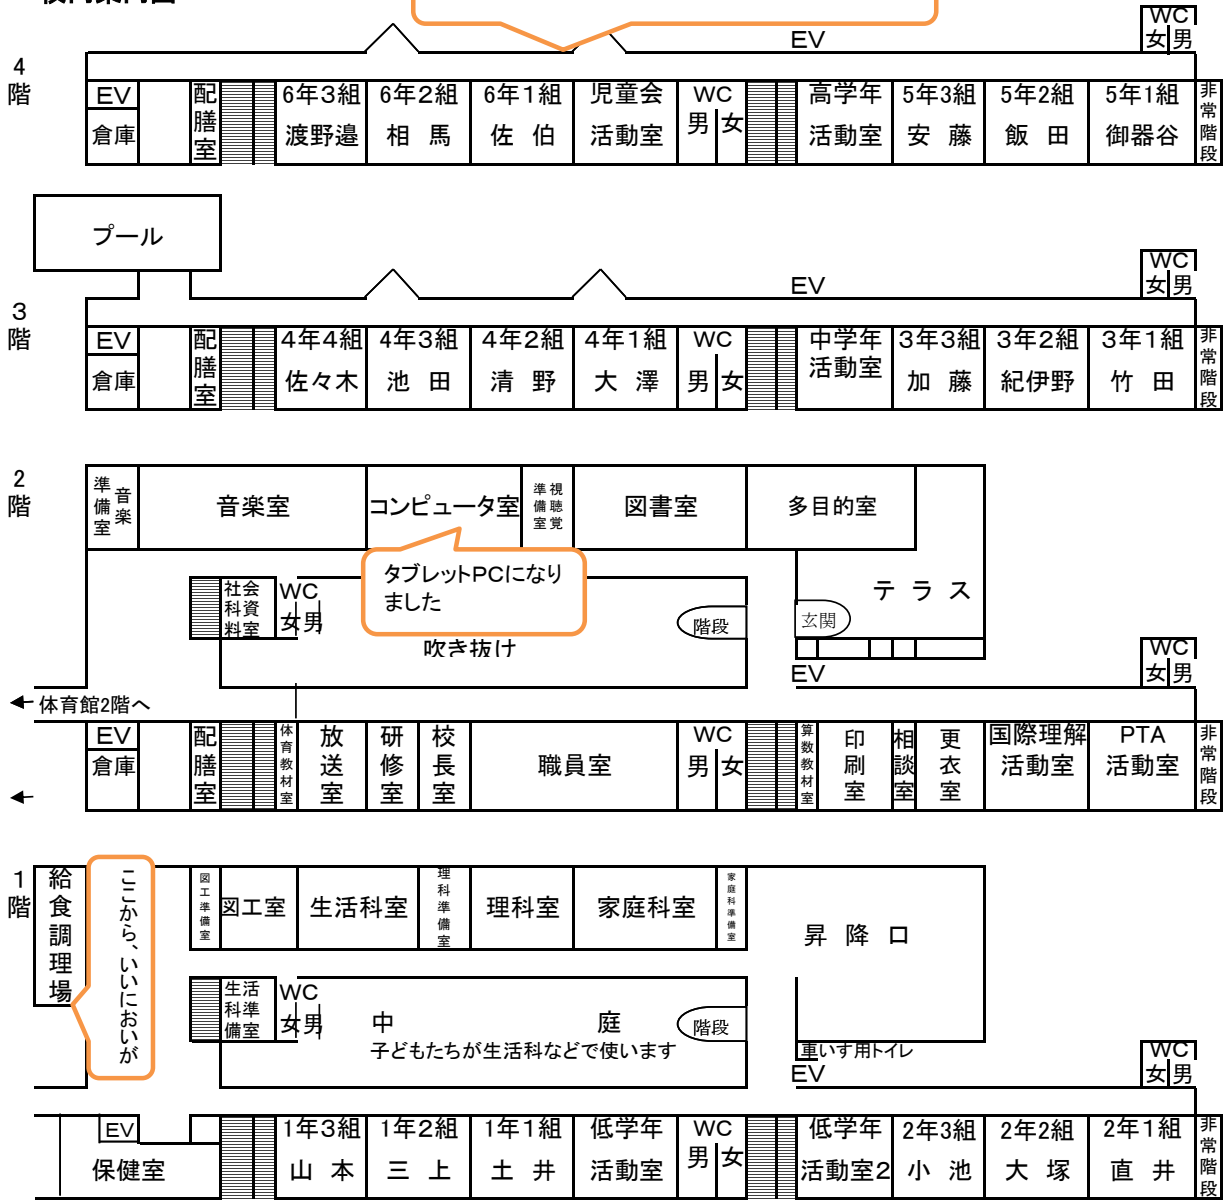 EV
WC
女 男
4階
EV
倉庫
配膳室
6年3組
渡野邉
6年2組
相 馬
6年1組
佐 伯
児童会
活動室
WC
男 女
高学年
活動室
5年3組
安 藤
5年2組
飯 田
5年1組
御器谷
非常階段
プール
EV
WC
女 男
3階
EV
倉庫
配膳室
4年4組
佐々木
4年3組
池 田
4年2組
清 野
4年1組
大 澤
WC
男 女
中学年
活動室
3年3組
加 藤
3年2組
紀伊野
3年1組
竹 田
非常階段
2階
音楽準備室
音楽室
コンピュータ室
視聴覚準備室
図書室
多目的室
タブレットPCになり
ました
社会科資料室
WC
女 男
階段
吹き抜け
玄関
テ ラ ス
EV
WC
女 男
体育館2階へ
EV
倉庫
配膳室
体育教材室
放送室
研修室
校長室
職員室
WC
男 女
算数教材室
印刷室
相談室
更衣室
国際理解
活動室
PTA
活動室
非常階段
1階
給食調理場
ここから、いいにおいが
図工準備室
図工室
生活科室
理科準備室
理科室
家庭科室
家庭科準備室
昇 降 口
生活科準備室
WC
女 男
中 庭
子どもたちが生活科などで使います
階段
車いす用トイレ
EV
WC
女 男
EV
保健室
1年3組
山 本
1年2組
三 上
1年1組
土 井
低学年
活動室
WC
男 女
低学年
活動室2
2年3組
小 池
2年2組
大 塚
2年1組
直 井
非常階段